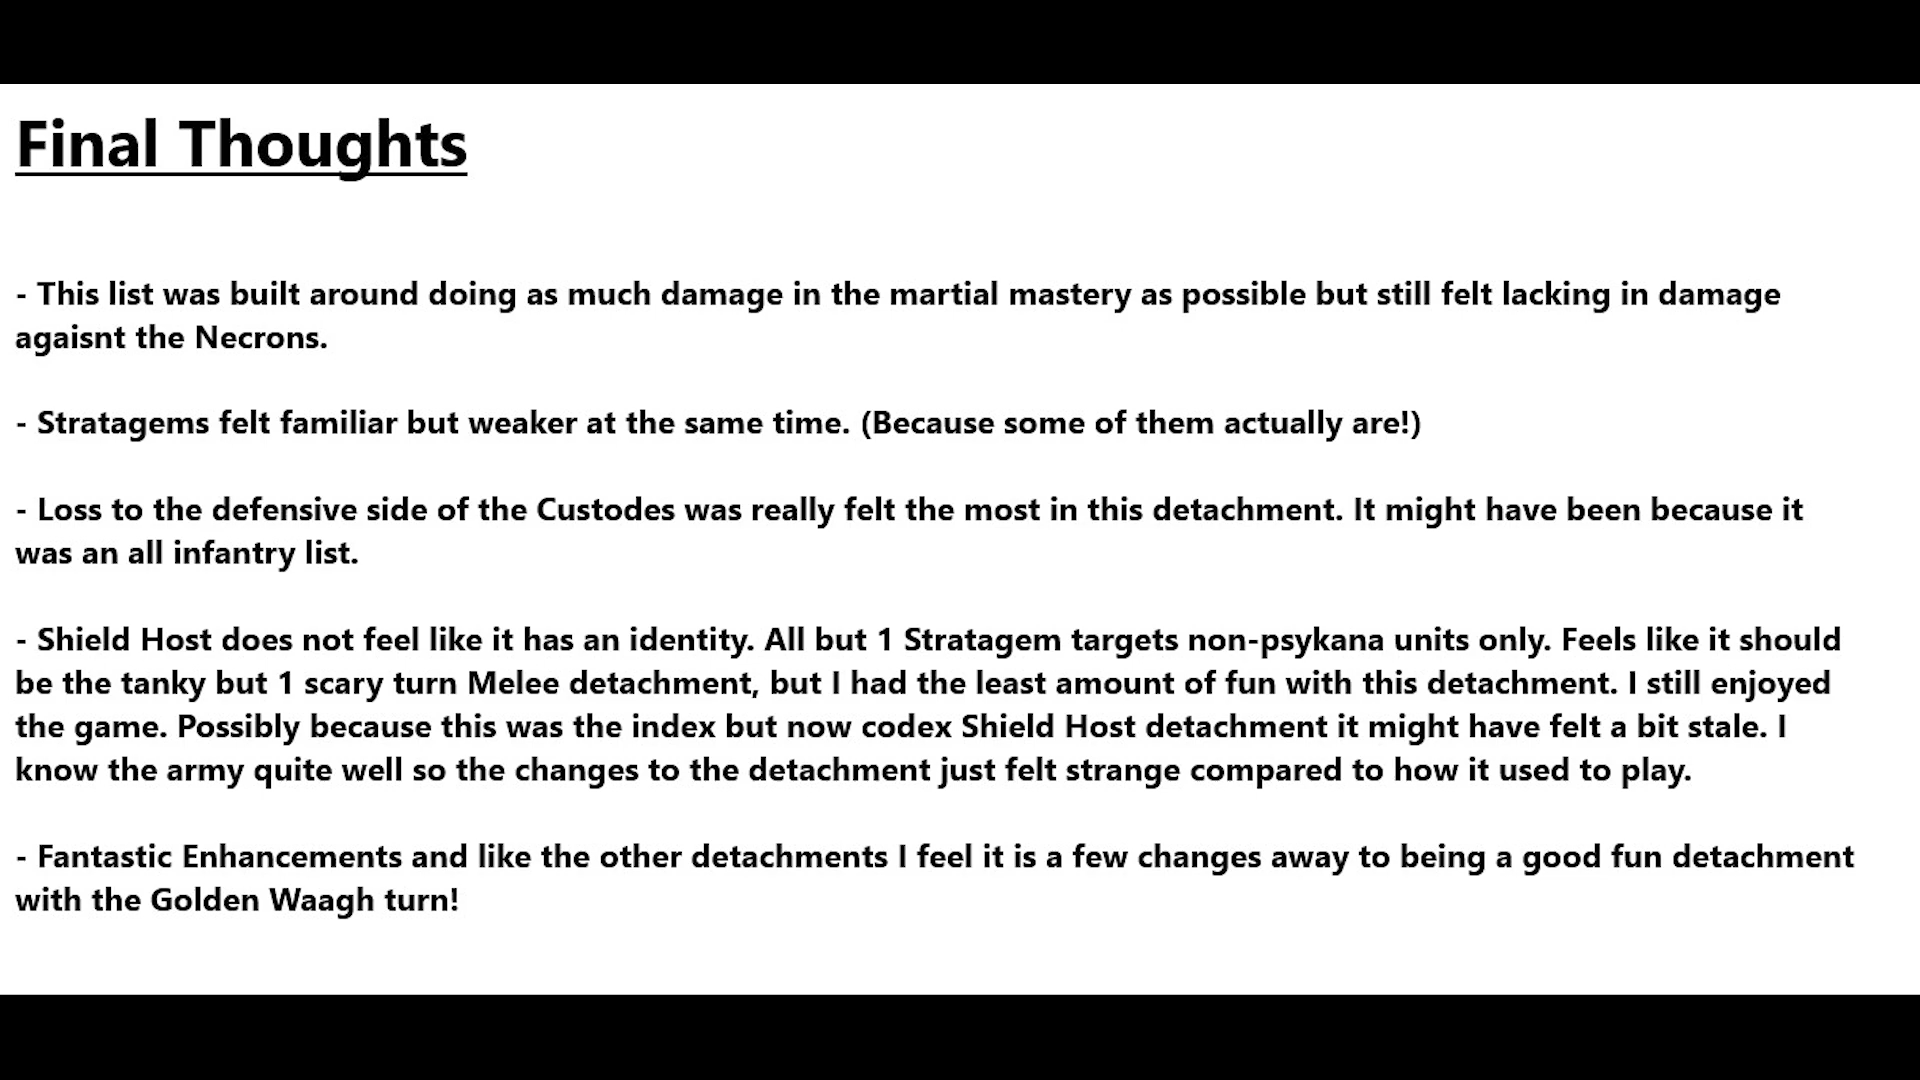 Final Thoughts
- This list was built around doing as much damage in the martial mastery as possible but still felt lacking in damage
agaisnt the Necrons.
- Stratagems felt familiar but weaker at the same time. (Because some of them actually are!)
- Loss to the defensive side of the Custodes was really felt the most in this detachment. It might have been because it
was an all infantry list.
- Shield Host does not feel like it has an identity. All but 1 Stratagem targets non-psykana units only. Feels like it should
be the tanky but 1 scary turn Melee detachment, but I had the least amount of fun with this detachment. I still enjoyed
the game. Possibly because this was the index but now codex Shield Host detachment it might have felt a bit stale. I
know the army quite well so the changes to the detachment just felt strange compared to how it used to play.
- Fantastic Enhancements and like the other detachments I feel it is a few changes away to being a good fun detachment
with the Golden Waagh turn!